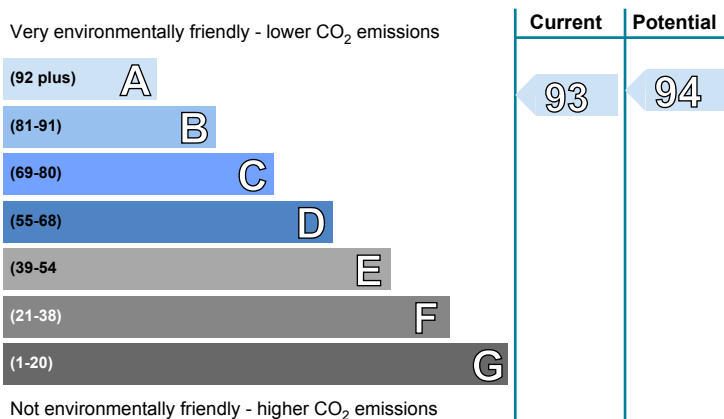 Very environmentally friendly - lower CO2 emissions
Current
Potential
(92 plus) A
(81-91) B
(69-80) C
(55-68) D
(39-54 E
(21-38) F
(1-20) G
93
94
Not environmentally friendly - higher CO2 emissions